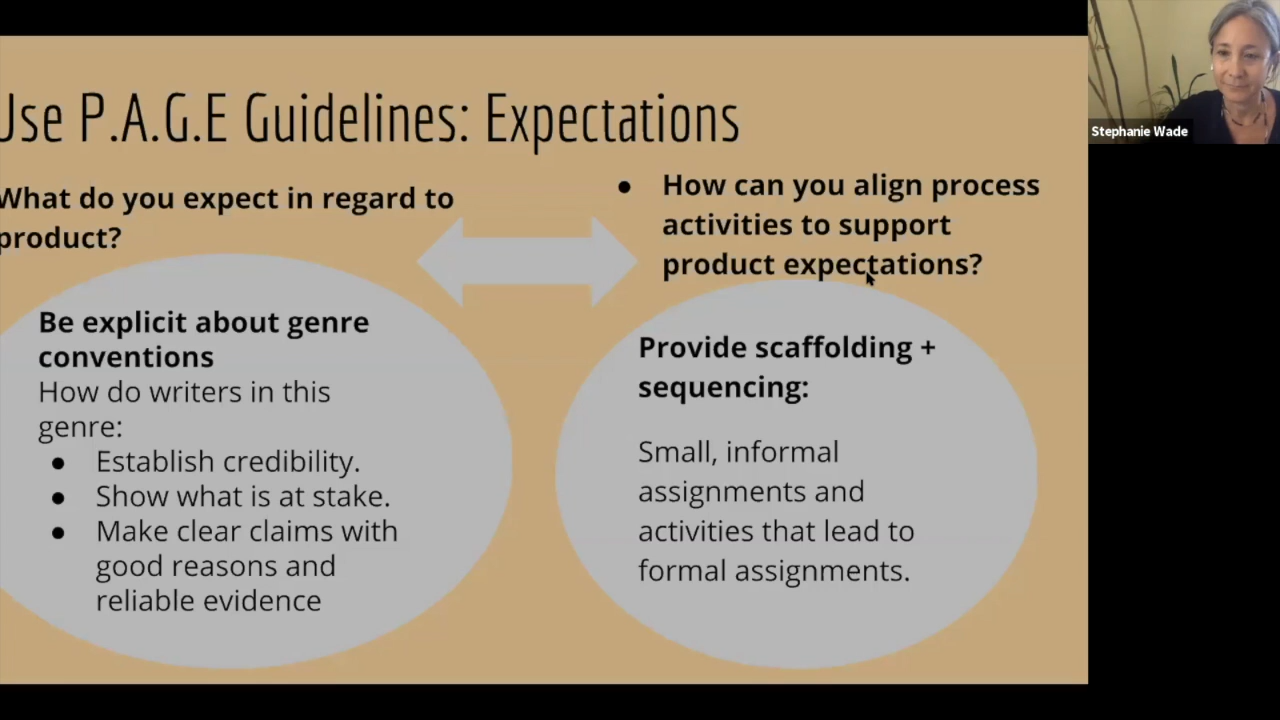 Use P.A.G.E Guidelines: Expectations
What do you expect in regard to
product?
Be explicit about genre
conventions
How do writers in this
genre:
● Establish credibility.
● Show what is at stake.
● Make clear claims with
good reasons and
reliable evidence
● How can you align process
activities to support
product expectations?
Provide scaffolding +
sequencing:
Small, informal
assignments and
activities that lead to
formal assignments.
Stephanie Wade